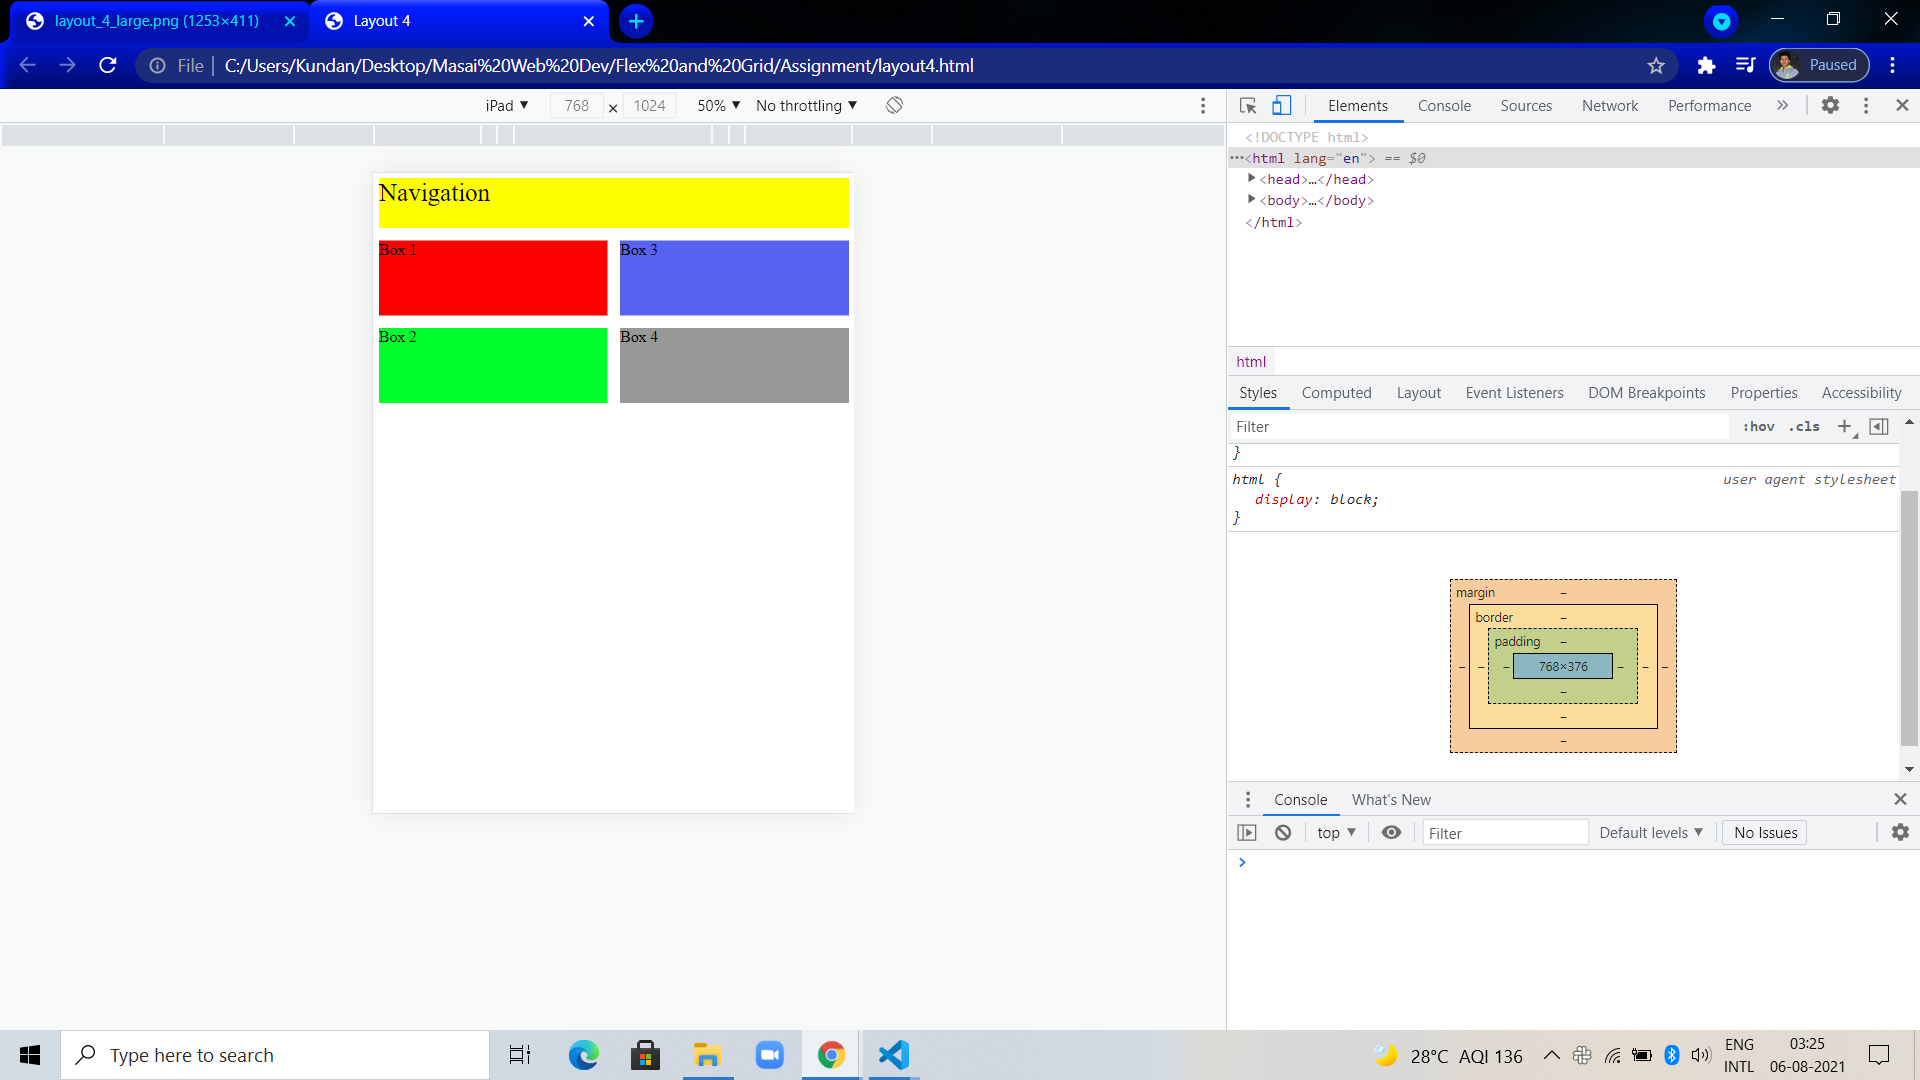 layout_4_large.png (1253×411)
Layout 4
File
C:/Users/Kundan/Desktop/Masai%20Web%20Dev/Flex%20and%20Grid/Assignment/layout4.html
Paused
iPad ▼ 768 × 1024 50% ▼ No throttling ▼
Navigation
Box 1 Box 3
Box 2 Box 4
Elements Console Sources Network Performance »
<!DOCTYPE html>
⋯<html lang="en"> == $0
▶<head>…</head>
▶<body>…</body>
</html>
html
Styles Computed Layout Event Listeners DOM Breakpoints Properties Accessibility
Filter :hov .cls +
}
html { user agent stylesheet
display: block;
}
margin –
border –
padding –
– – – 768×376 – – –
–
–
–
Console What's New
top ▼ Filter Default levels ▼ No Issues
>
Type here to search
28°C AQI 136
ENG
INTL
03:25
06-08-2021